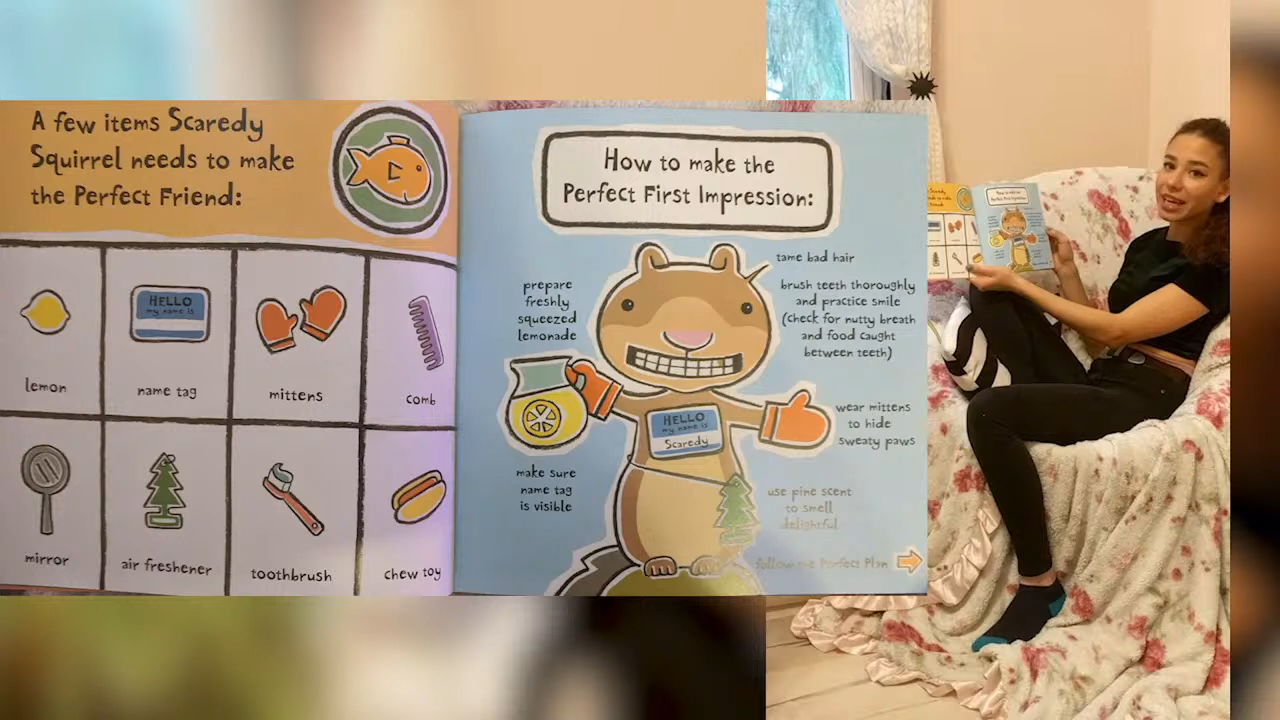 A few items Scaredy
Squirrel needs to make
the Perfect Friend:
lemon
HELLO
my name is
name tag
mittens
comb
mirror
air freshener
toothbrush
chew toy
How to make the
Perfect First Impression:
prepare
freshly
squeezed
lemonade
make sure
name tag
is visible
HELLO
my name is
Scaredy
tame bad hair
brush teeth thoroughly
and practice smile
(check for nutty breath
and food caught
between teeth)
wear mittens
to hide
sweaty paws
use pine scent
to smell
delightful
follow the Perfect Plan